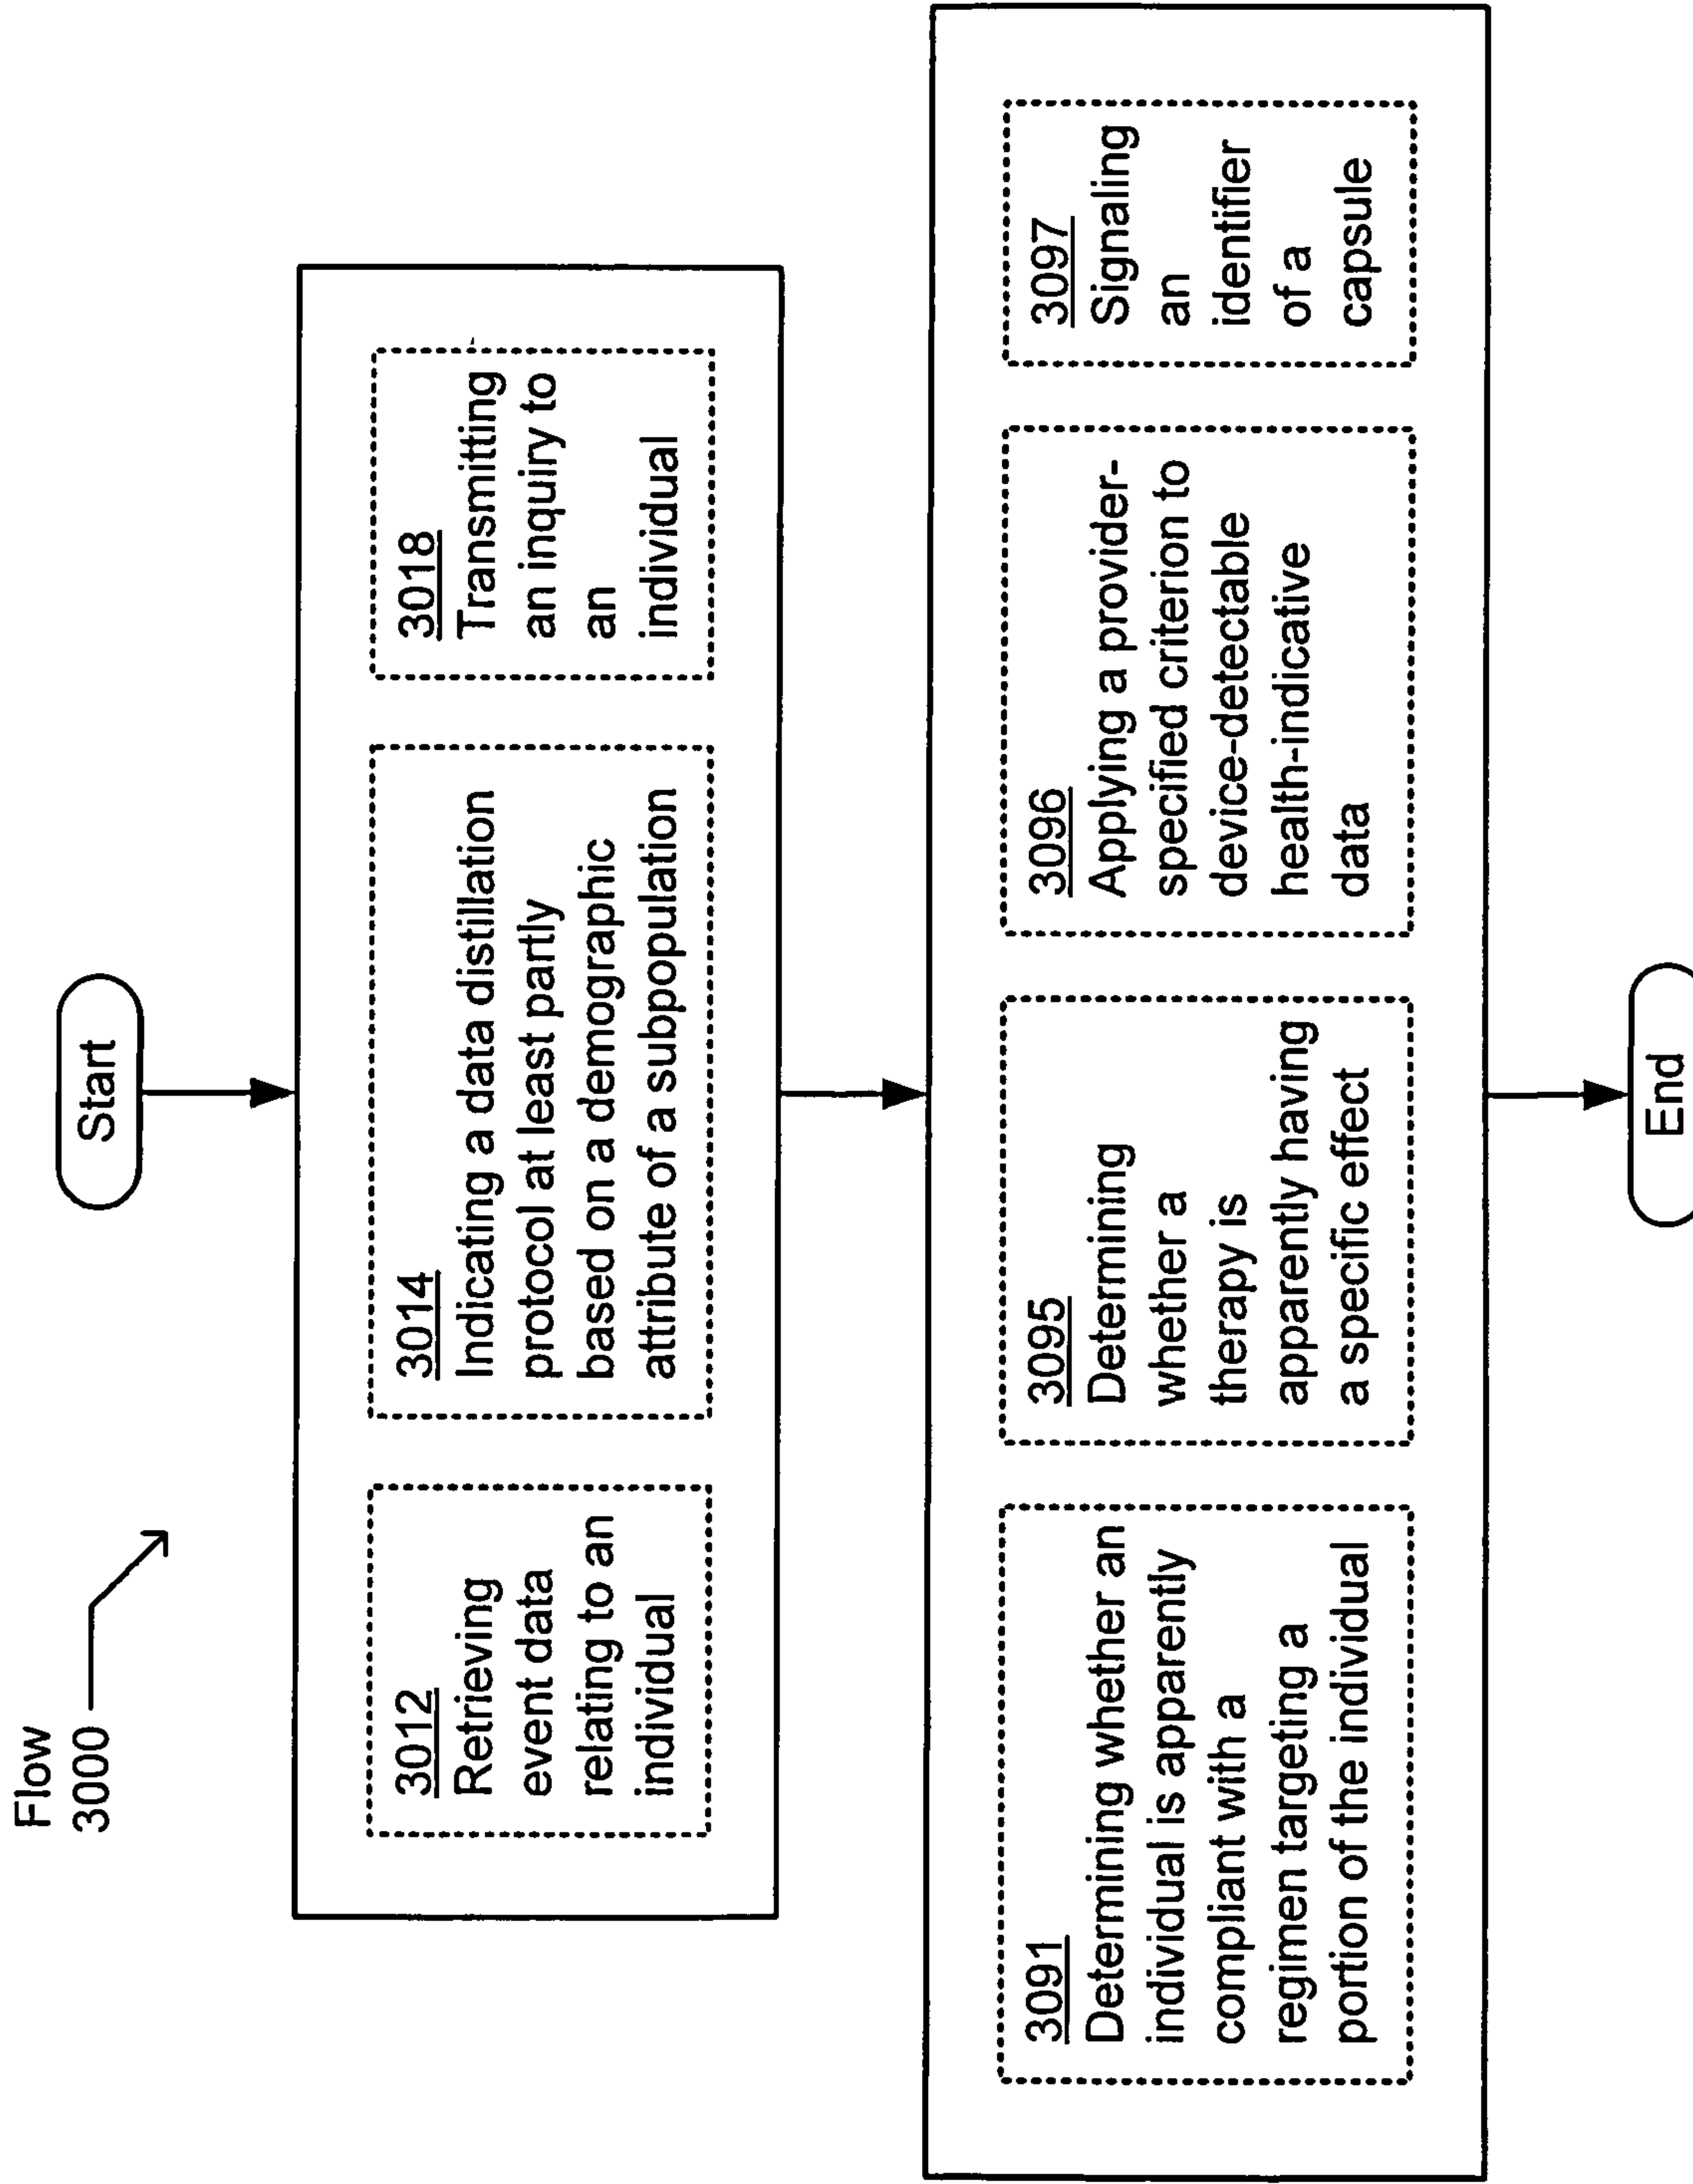 Flow
3000
Start
3012
Retrieving
event data
relating to an
individual
3014
Indicating a data distillation
protocol at least partly
based on a demographic
attribute of a subpopulation
3018
Transmitting
an inquiry to
an
individual
3091
Determining whether an
individual is apparently
compliant with a
regimen targeting a
portion of the individual
3095
Determining
whether a
therapy is
apparently having
a specific effect
3096
Applying a provider-
specified criterion to
device-detectable
health-indicative
data
3097
Signaling
an
identifier
of a
capsule
End